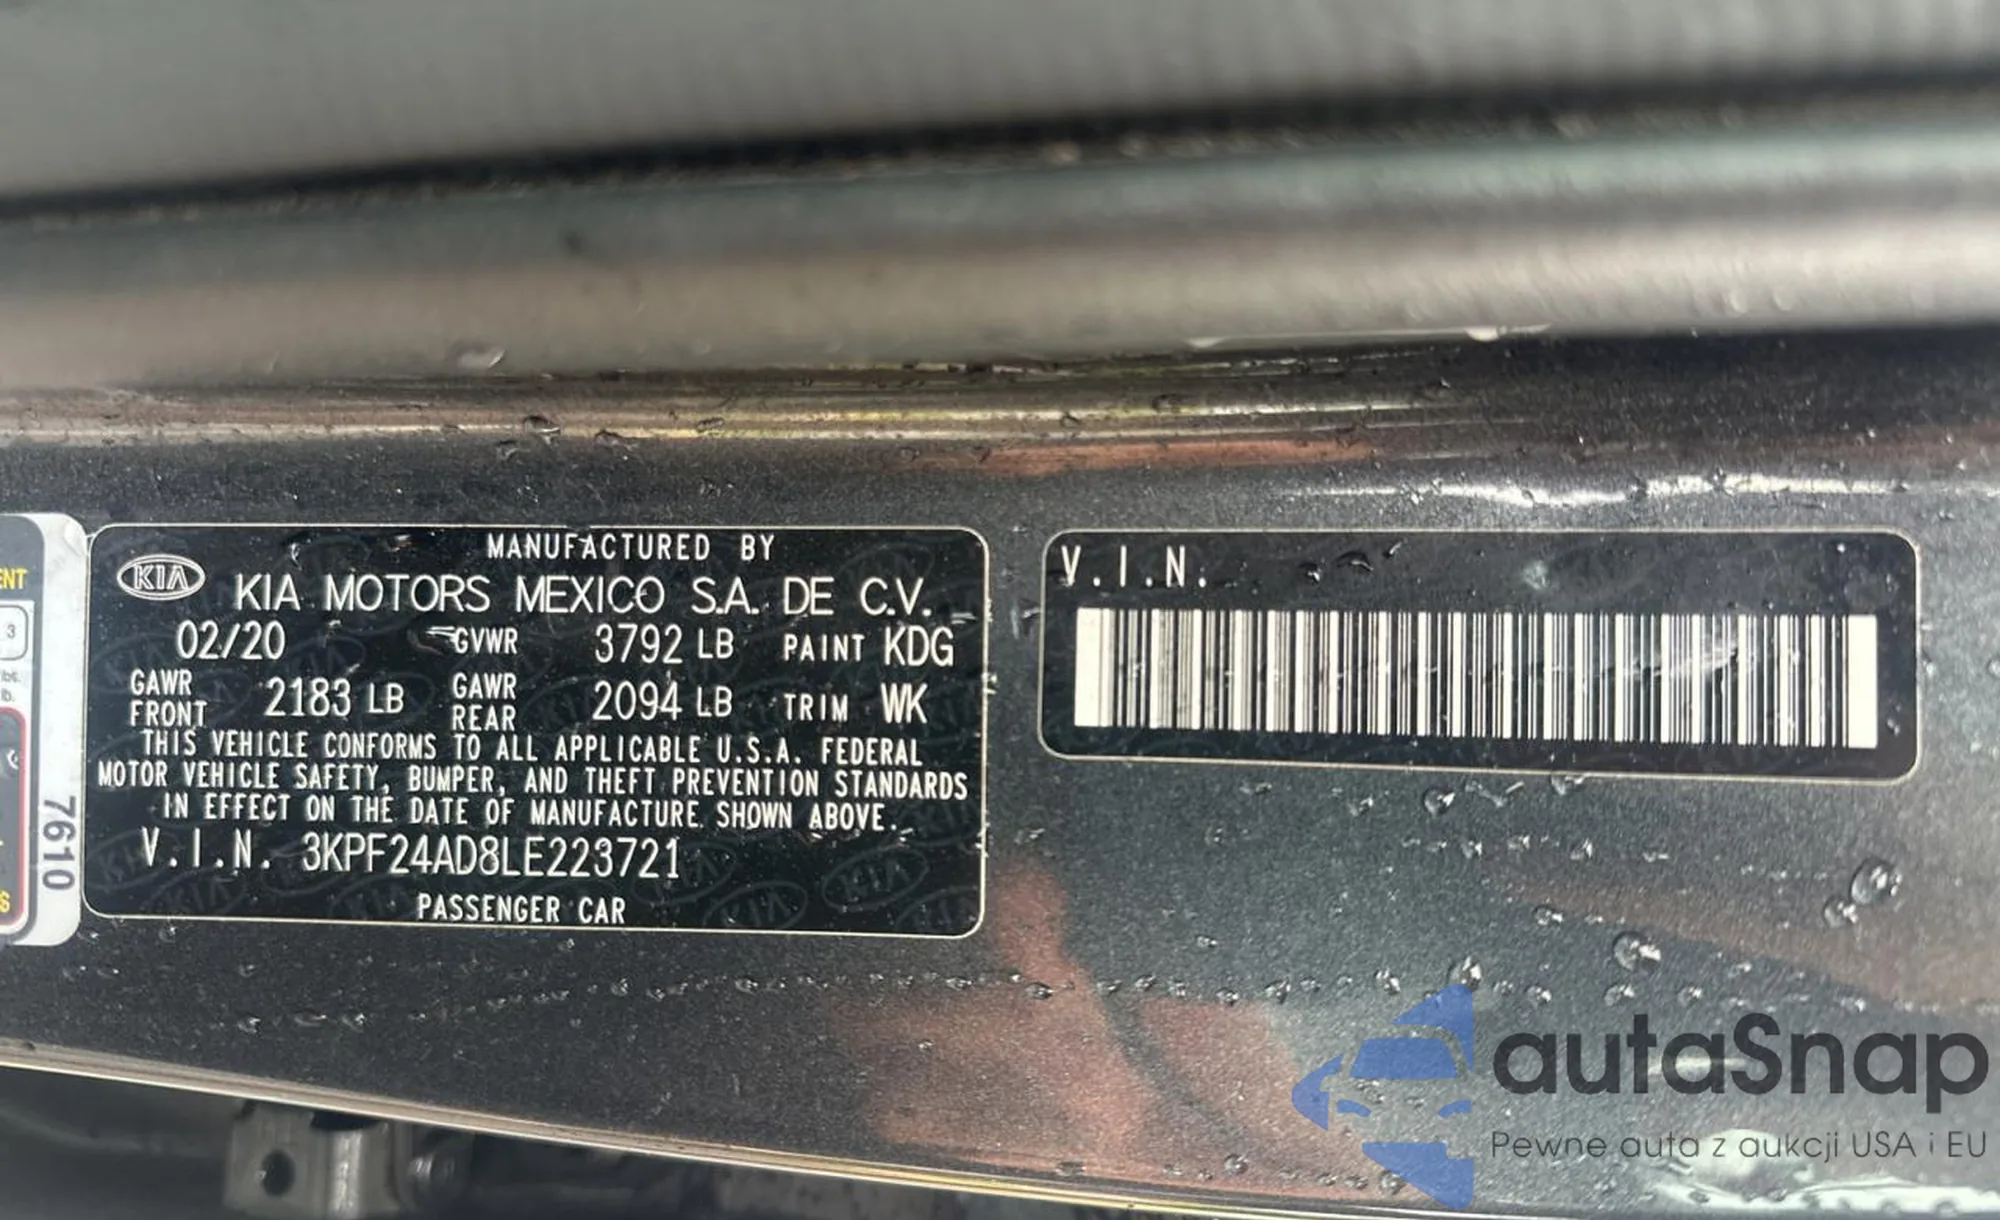 MANUFACTURED BY
KIA KIA MOTORS MEXICO S.A. DE C.V.
02/20 GVWR 3792 LB PAINT KDG
GAWR FRONT 2183 LB GAWR REAR 2094 LB TRIM WK
THIS VEHICLE CONFORMS TO ALL APPLICABLE U.S.A. FEDERAL
MOTOR VEHICLE SAFETY, BUMPER, AND THEFT PREVENTION STANDARDS
IN EFFECT ON THE DATE OF MANUFACTURE SHOWN ABOVE.
V.I.N. 3KPF24AD8LE223721
PASSENGER CAR
V.I.N.
3
7610
autaSnap
Pewne auta z aukcji USA i EU